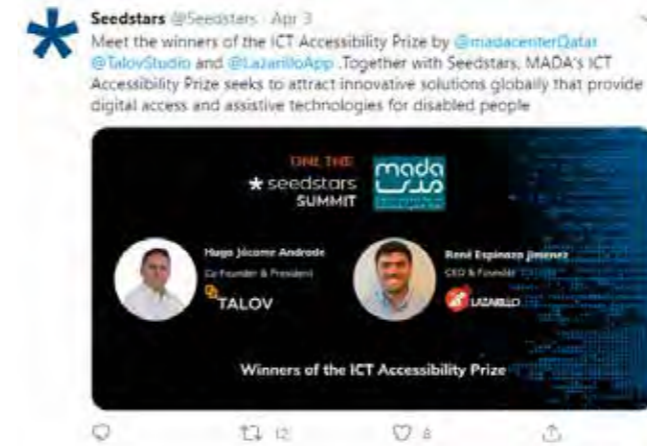 Seedstars @Seedstars · Apr 3
Meet the winners of the ICT Accessibility Prize by @madacenterQatar
@TalovStudio and @LazarilloApp .Together with Seedstars, MADA's ICT
Accessibility Prize seeks to attract innovative solutions globally that provide
digital access and assistive technologies for disabled people
seedstars
SUMMIT
mada
مدى
Hugo Jácome Andrade
Co-Founder & President
TALOV
René Espinoza Jimenez
CEO & Founder
LAZARILLO
Winners of the ICT Accessibility Prize
12
8